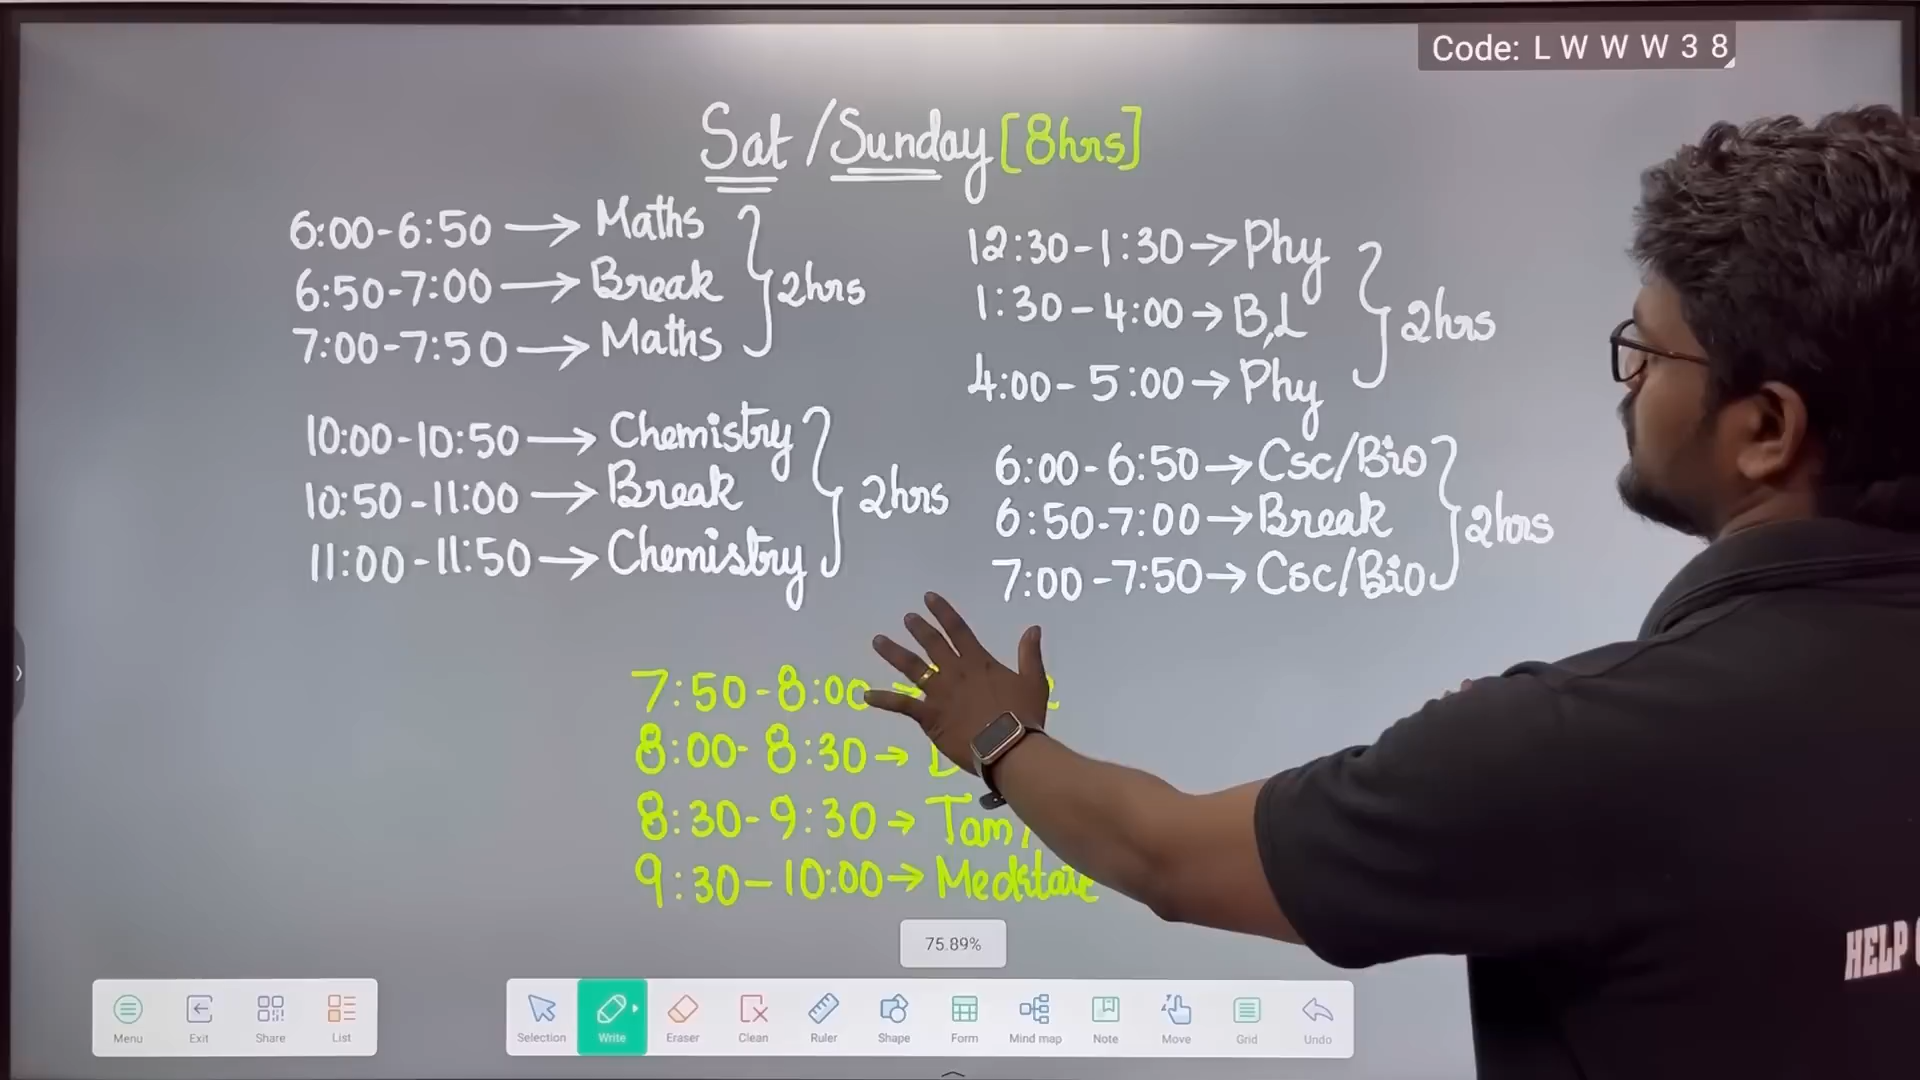 Code: L W W W 3 8
Sat/Sunday [8hrs]
6:00-6:50 → Maths
6:50-7:00 → Break
7:00-7:50 → Maths
2hrs
10:00-10:50 → Chemistry
10:50-11:00 → Break
11:00-11:50 → Chemistry
2hrs
12:30-1:30 → Phy
1:30-4:00 → B,L
4:00-5:00 → Phy
2hrs
6:00-6:50 → Csc/Bio
6:50-7:00 → Break
7:00-7:50 → Csc/Bio
2hrs
7:50-8:00 →
8:00-8:30 →
8:30-9:30 → Tam/
9:30-10:00 → Meditate
HELP
75.89%
Menu Exit Share List
Selection Write Eraser Clean Ruler Shape Form Mind map Note Move Grid Undo